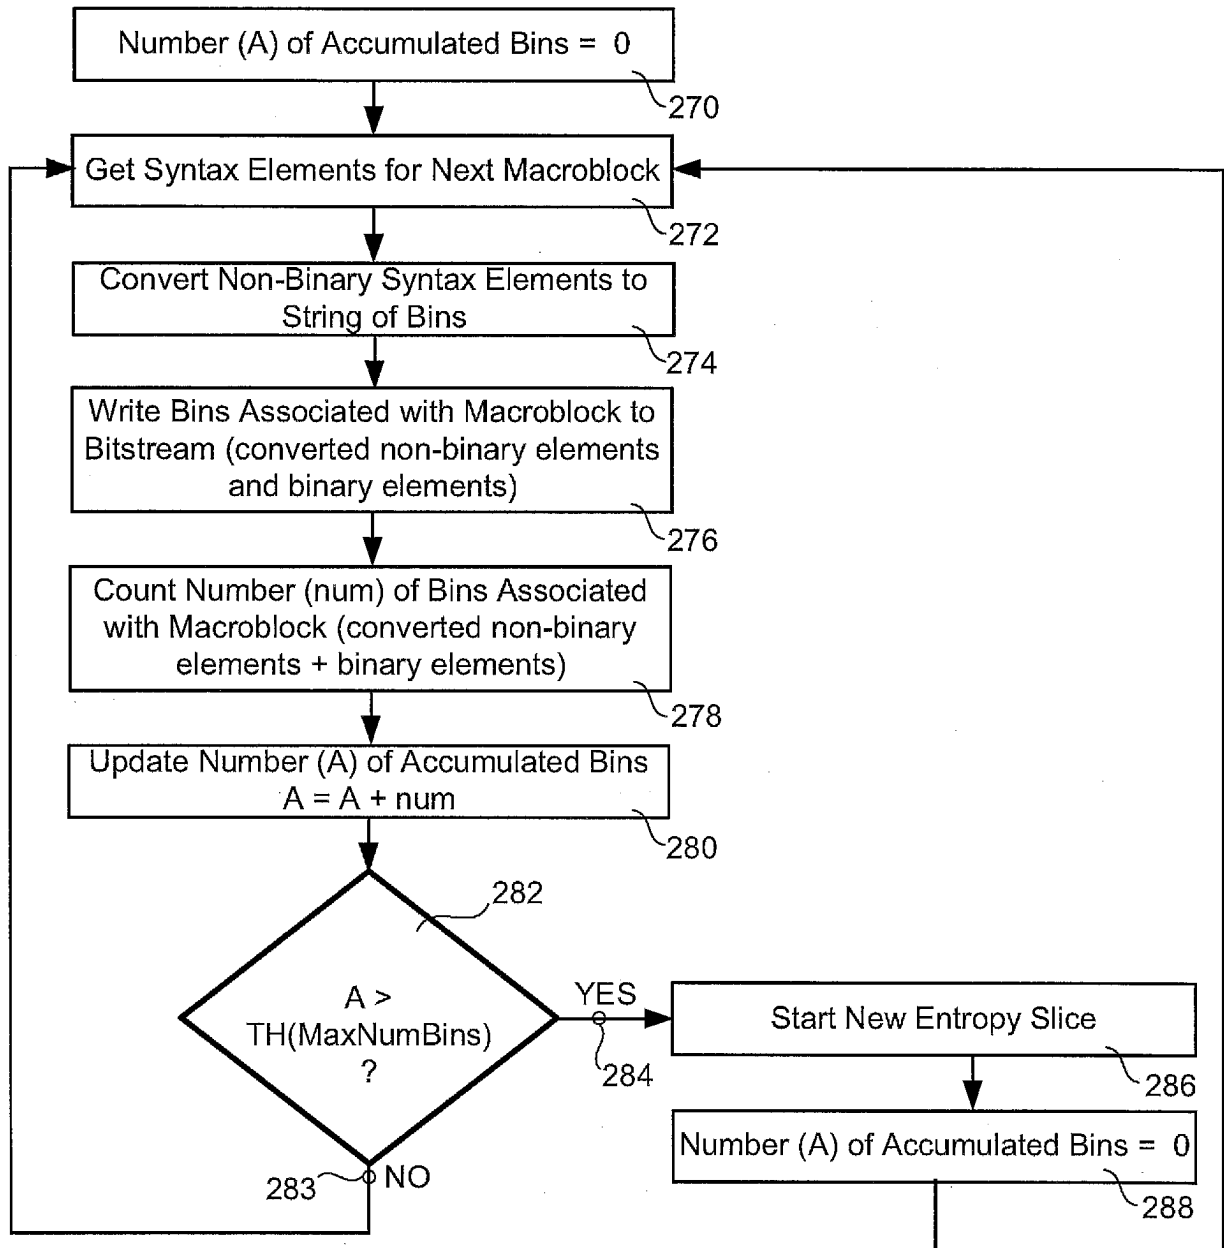 Number (A) of Accumulated Bins = 0
270
Get Syntax Elements for Next Macroblock
272
Convert Non-Binary Syntax Elements to
String of Bins
274
Write Bins Associated with Macroblock to
Bitstream (converted non-binary elements
and binary elements)
276
Count Number (num) of Bins Associated
with Macroblock (converted non-binary
elements + binary elements)
278
Update Number (A) of Accumulated Bins
A = A + num
280
282
A >
TH(MaxNumBins)
?
YES
284
Start New Entropy Slice
286
Number (A) of Accumulated Bins = 0
288
283
NO